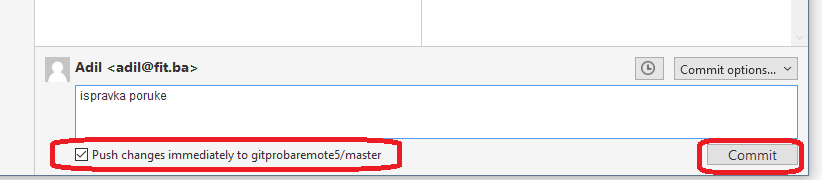 Adil <adil@fit.ba>
Commit options...
ispravka poruke
Push changes immediately to gitprobaremote5/master
Commit